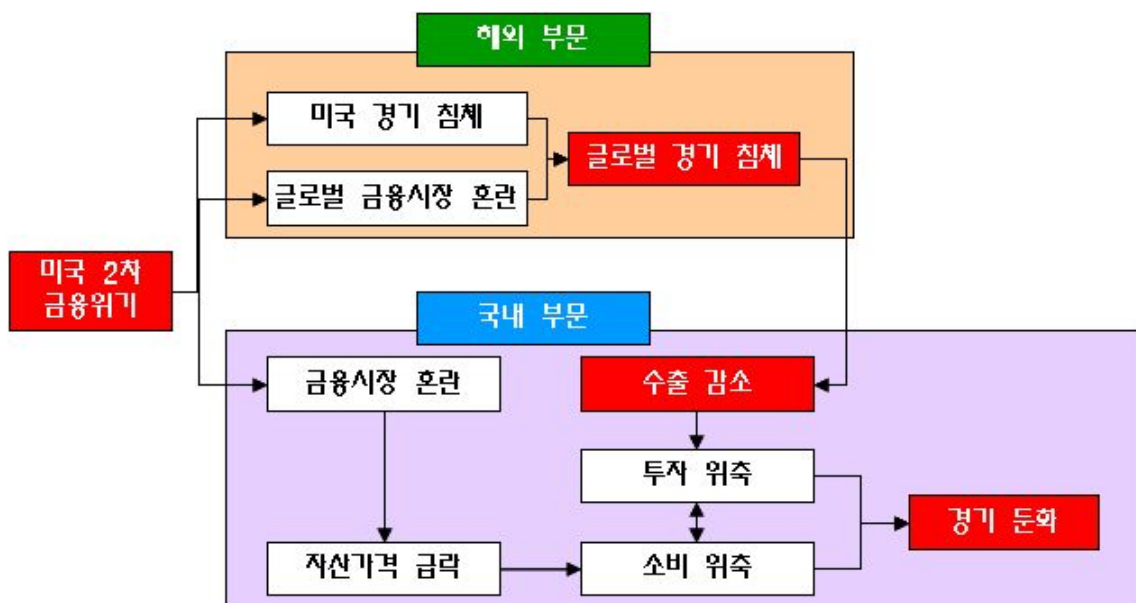 해외 부문
미국 경기 침체
글로벌 경기 침체
글로벌 금융시장 혼란
미국 2차
금융위기
국내 부문
금융시장 혼란
수출 감소
투자 위축
경기 둔화
자산가격 급락
소비 위축